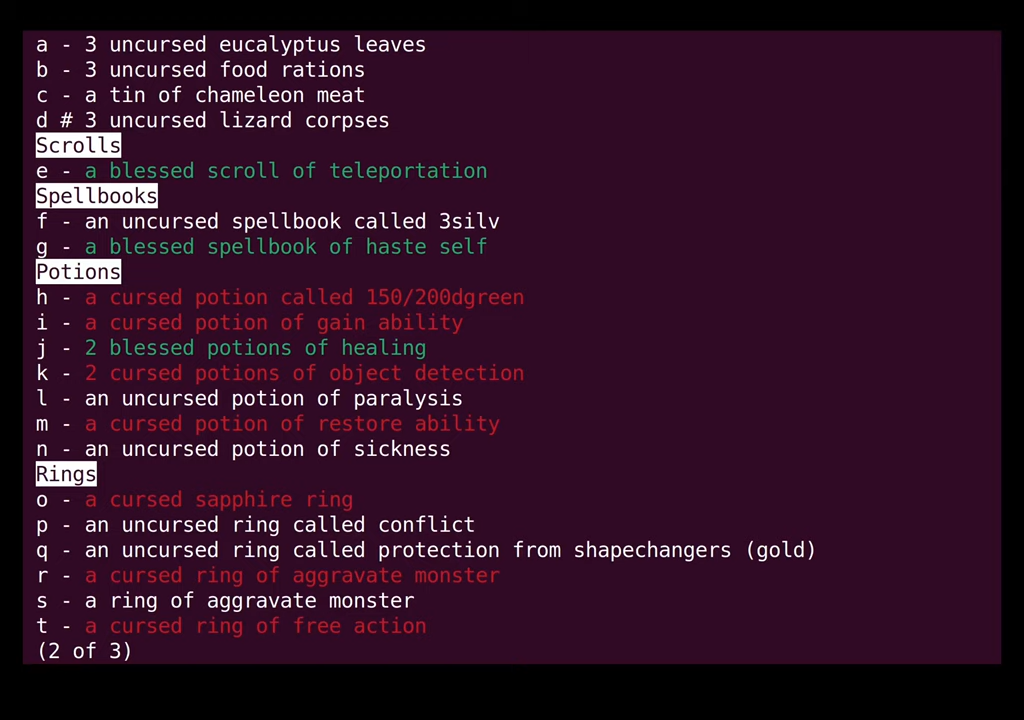 a - 3 uncursed eucalyptus leaves
b - 3 uncursed food rations
c - a tin of chameleon meat
d # 3 uncursed lizard corpses
Scrolls
e - a blessed scroll of teleportation
Spellbooks
f - an uncursed spellbook called 3silv
g - a blessed spellbook of haste self
Potions
h - a cursed potion called 150/200dgreen
i - a cursed potion of gain ability
j - 2 blessed potions of healing
k - 2 cursed potions of object detection
l - an uncursed potion of paralysis
m - a cursed potion of restore ability
n - an uncursed potion of sickness
Rings
o - a cursed sapphire ring
p - an uncursed ring called conflict
q - an uncursed ring called protection from shapechangers (gold)
r - a cursed ring of aggravate monster
s - a ring of aggravate monster
t - a cursed ring of free action
(2 of 3)